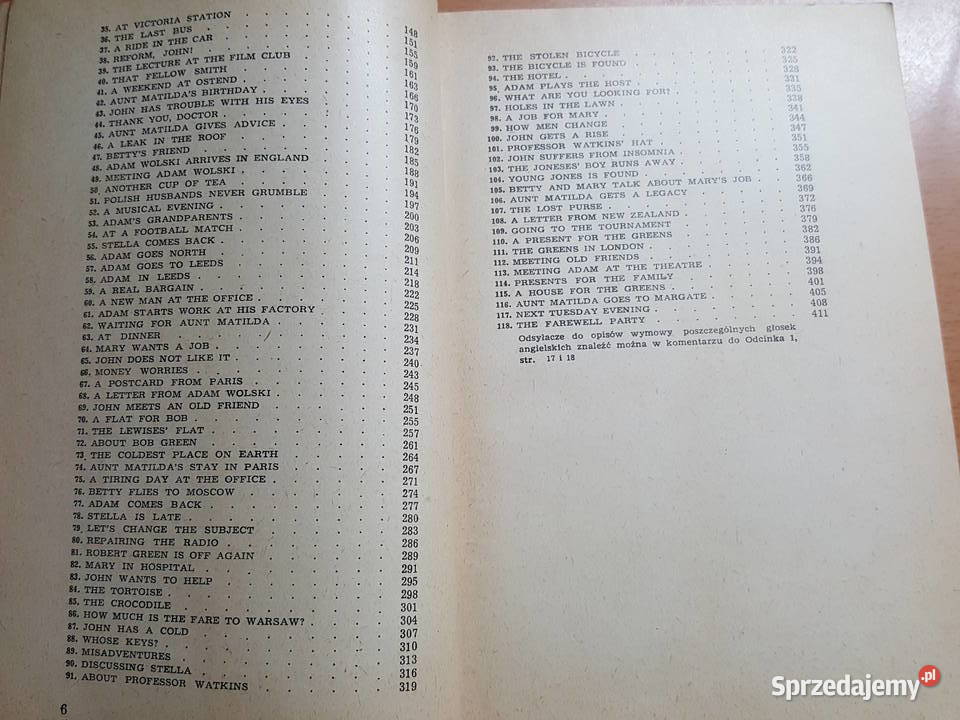 35. AT VICTORIA STATION . . . . 148
36. THE LAST BUS . . . . 151
37. A RIDE IN THE CAR . . . . 155
38. REFORM, JOHN! . . . . 159
39. THE LECTURE AT THE FILM CLUB . . . . 161
40. THAT FELLOW SMITH . . . . 163
41. A WEEKEND AT OSTEND . . . . 166
42. AUNT MATILDA'S BIRTHDAY . . . . 170
43. JOHN HAS TROUBLE WITH HIS EYES . . . . 173
44. THANK YOU, DOCTOR . . . . 176
45. AUNT MATILDA GIVES ADVICE . . . . 179
46. A LEAK IN THE ROOF . . . . 182
47. BETTY'S FRIEND . . . . 185
48. ADAM WOLSKI ARRIVES IN ENGLAND . . . . 188
49. MEETING ADAM WOLSKI . . . . 191
50. ANOTHER CUP OF TEA . . . . 194
51. POLISH HUSBANDS NEVER GRUMBLE . . . . 197
52. A MUSICAL EVENING . . . . 200
53. ADAM'S GRANDPARENTS . . . . 203
54. AT A FOOTBALL MATCH . . . . 206
55. STELLA COMES BACK . . . . 209
56. ADAM GOES NORTH . . . . 211
57. ADAM GOES TO LEEDS . . . . 214
58. ADAM IN LEEDS . . . . 218
59. A REAL BARGAIN . . . . 222
60. A NEW MAN AT THE OFFICE . . . . 225
61. ADAM STARTS WORK AT HIS FACTORY . . . . 228
62. WAITING FOR AUNT MATILDA . . . . 231
63. AT DINNER . . . . 234
64. MARY WANTS A JOB . . . . 237
65. JOHN DOES NOT LIKE IT . . . . 240
66. MONEY WORRIES . . . . 243
67. A POSTCARD FROM PARIS . . . . 245
68. A LETTER FROM ADAM WOLSKI . . . . 248
69. JOHN MEETS AN OLD FRIEND . . . . 251
70. A FLAT FOR BOB . . . . 255
71. THE LEWISES' FLAT . . . . 257
72. ABOUT BOB GREEN . . . . 261
73. THE COLDEST PLACE ON EARTH . . . . 264
74. AUNT MATILDA'S STAY IN PARIS . . . . 267
75. A TIRING DAY AT THE OFFICE . . . . 271
76. BETTY FLIES TO MOSCOW . . . . 274
77. ADAM COMES BACK . . . . 277
78. STELLA IS LATE . . . . 280
79. LET'S CHANGE THE SUBJECT . . . . 283
80. REPAIRING THE RADIO . . . . 286
81. ROBERT GREEN IS OFF AGAIN . . . . 289
82. MARY IN HOSPITAL . . . . 291
83. JOHN WANTS TO HELP . . . . 295
84. THE TORTOISE . . . . 298
85. THE CROCODILE . . . . 301
86. HOW MUCH IS THE FARE TO WARSAW? . . . . 304
87. JOHN HAS A COLD . . . . 307
88. WHOSE KEYS? . . . . 310
89. MISADVENTURES . . . . 313
90. DISCUSSING STELLA . . . . 316
91. ABOUT PROFESSOR WATKINS . . . . 319
6
92. THE STOLEN BICYCLE . . . . 322
93. THE BICYCLE IS FOUND . . . . 325
94. THE HOTEL . . . . 328
95. ADAM PLAYS THE HOST . . . . 331
96. WHAT ARE YOU LOOKING FOR? . . . . 335
97. HOLES IN THE LAWN . . . . 338
98. A JOB FOR MARY . . . . 341
99. HOW MEN CHANGE . . . . 344
100. JOHN GETS A RISE . . . . 347
101. PROFESSOR WATKINS' HAT . . . . 351
102. JOHN SUFFERS FROM INSOMNIA . . . . 355
103. THE JONESES' BOY RUNS AWAY . . . . 358
104. YOUNG JONES IS FOUND . . . . 362
105. BETTY AND MARY TALK ABOUT MARY'S JOB . . . . 366
106. AUNT MATILDA GETS A LEGACY . . . . 369
107. THE LOST PURSE . . . . 372
108. A LETTER FROM NEW ZEALAND . . . . 376
109. GOING TO THE TOURNAMENT . . . . 379
110. A PRESENT FOR THE GREENS . . . . 382
111. THE GREENS IN LONDON . . . . 386
112. MEETING OLD FRIENDS . . . . 391
113. MEETING ADAM AT THE THEATRE . . . . 394
114. PRESENTS FOR THE FAMILY . . . . 398
115. A HOUSE FOR THE GREENS . . . . 401
116. AUNT MATILDA GOES TO MARGATE . . . . 405
117. NEXT TUESDAY EVENING . . . . 408
118. THE FAREWELL PARTY . . . . 411
Odsyłacze do opisów wymowy poszczególnych głosek
angielskich znaleźć można w komentarzu do Odcinka 1,
str. 17 i 18
Sprzedajemy.pl